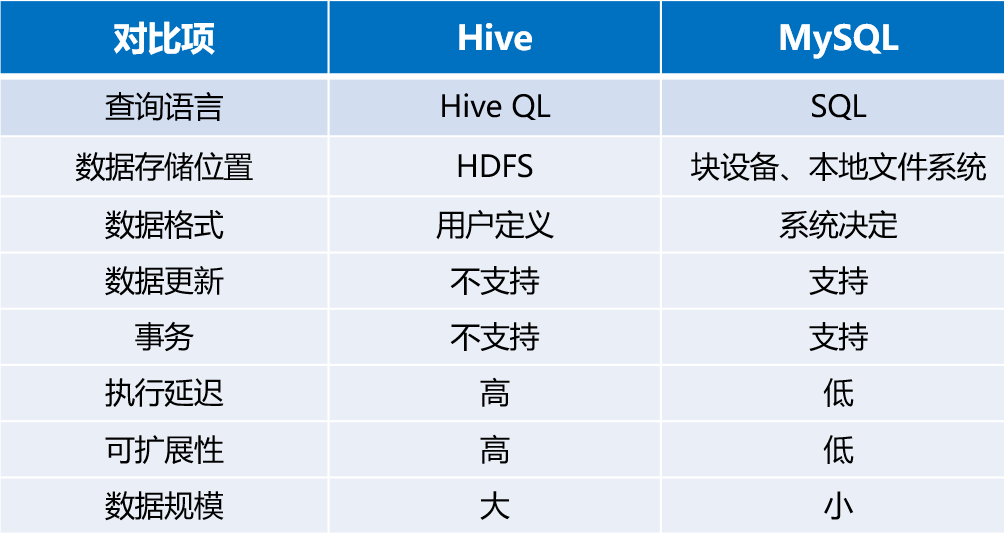 对比项 Hive MySQL
查询语言 Hive QL SQL
数据存储位置 HDFS 块设备、本地文件系统
数据格式 用户定义 系统决定
数据更新 不支持 支持
事务 不支持 支持
执行延迟 高 低
可扩展性 高 低
数据规模 大 小